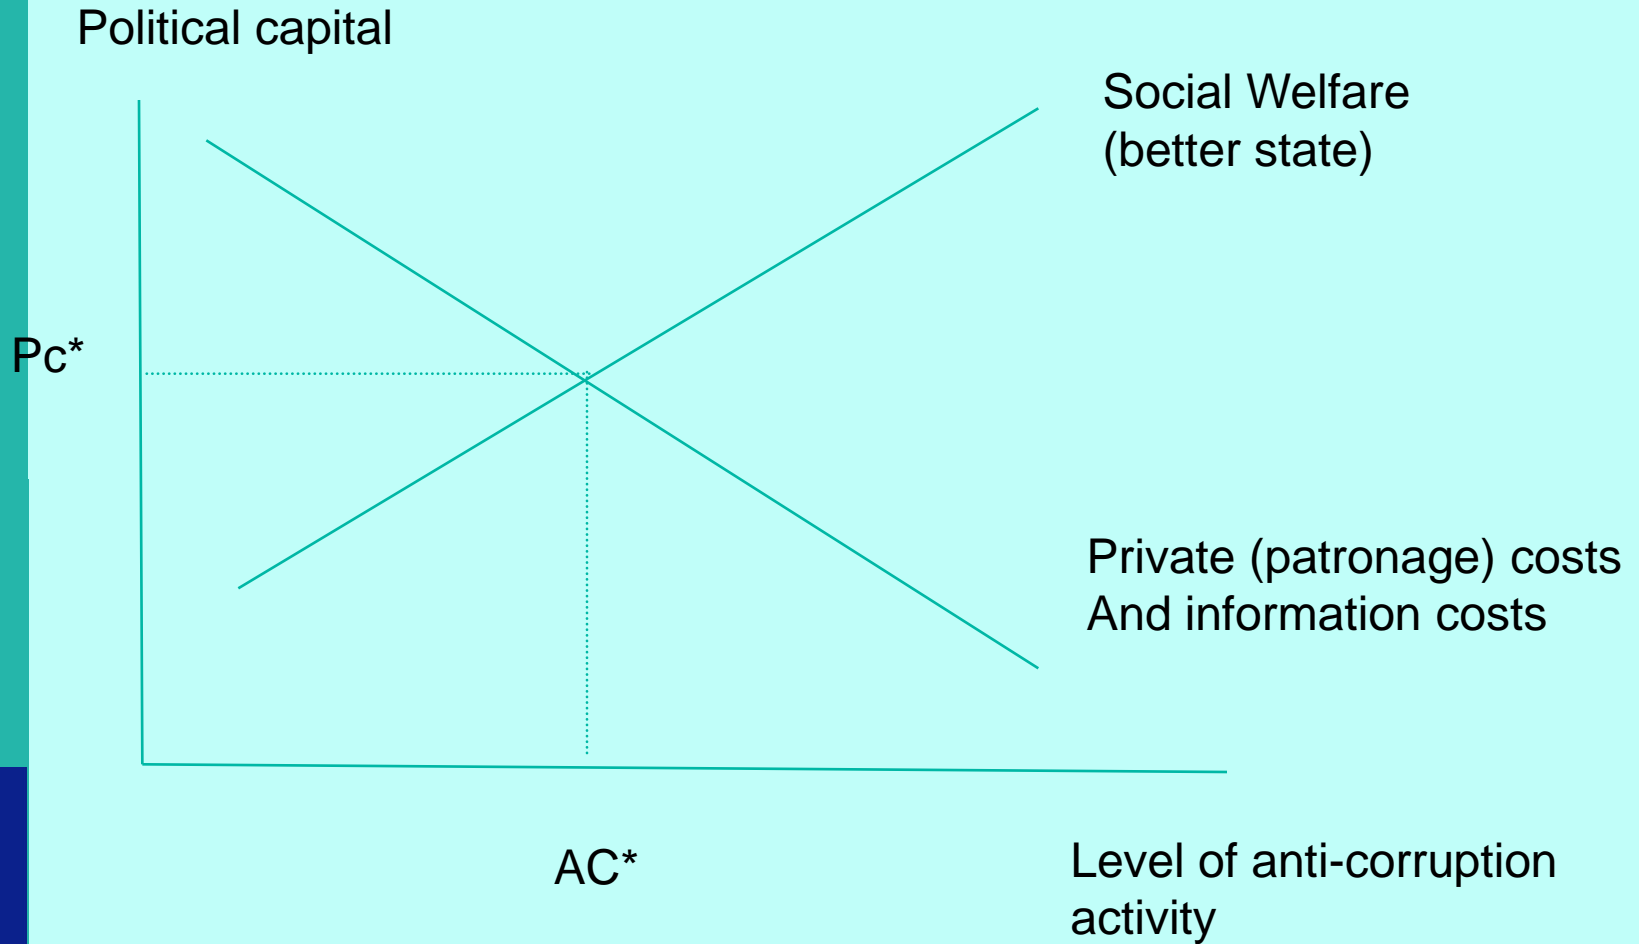 Political capital
Social Welfare
(better state)
Pc*
Private (patronage) costs
And information costs
AC*
Level of anti-corruption
activity